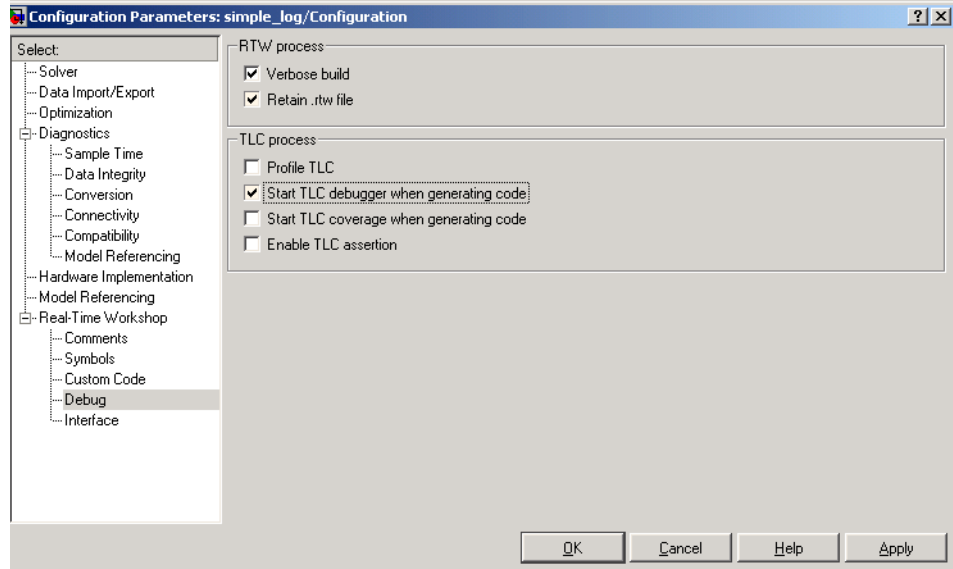 Configuration Parameters: simple_log/Configuration
Select:
Solver
Data Import/Export
Optimization
Diagnostics
Sample Time
Data Integrity
Conversion
Connectivity
Compatibility
Model Referencing
Hardware Implementation
Model Referencing
Real-Time Workshop
Comments
Symbols
Custom Code
Debug
Interface
RTW process
Verbose build
Retain .rtw file
TLC process
Profile TLC
Start TLC debugger when generating code
Start TLC coverage when generating code
Enable TLC assertion
OK
Cancel
Help
Apply